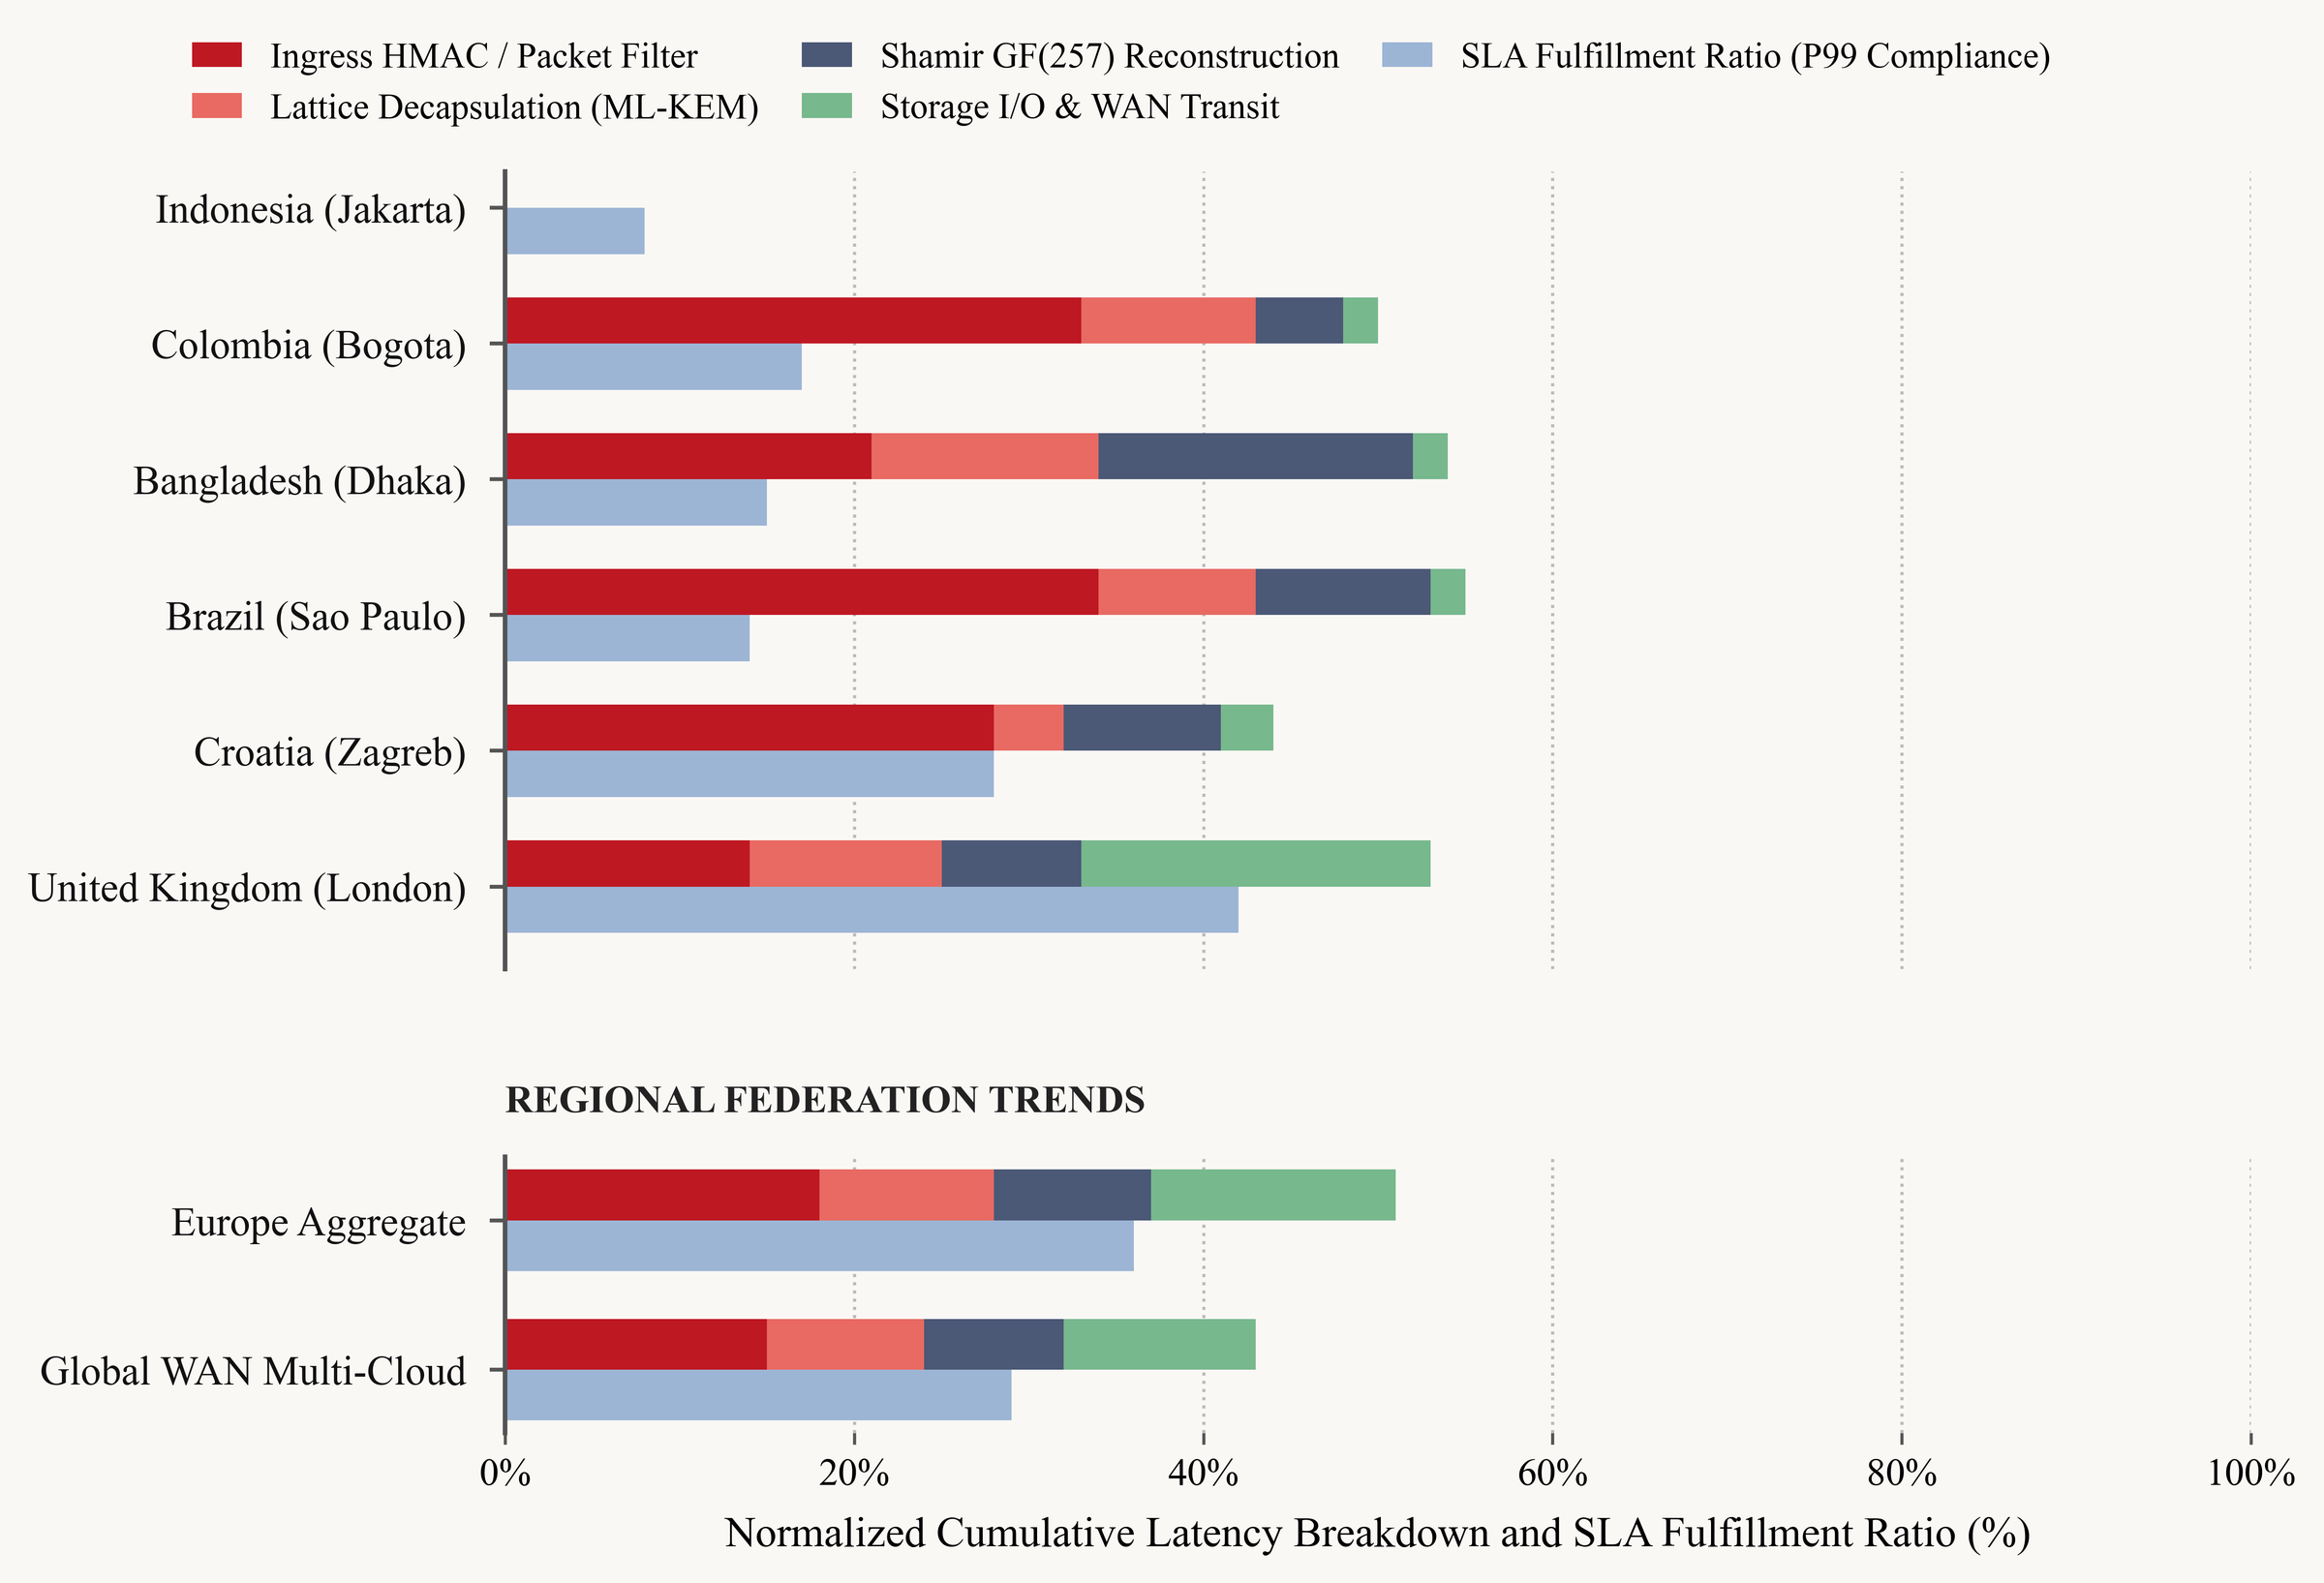 Ingress HMAC / Packet Filter
Lattice Decapsulation (ML-KEM)
Shamir GF(257) Reconstruction
Storage I/O & WAN Transit
SLA Fulfillment Ratio (P99 Compliance)
Indonesia (Jakarta)
Colombia (Bogota)
Bangladesh (Dhaka)
Brazil (Sao Paulo)
Croatia (Zagreb)
United Kingdom (London)
REGIONAL FEDERATION TRENDS
Europe Aggregate
Global WAN Multi-Cloud
0% 20% 40% 60% 80% 100%
Normalized Cumulative Latency Breakdown and SLA Fulfillment Ratio (%)